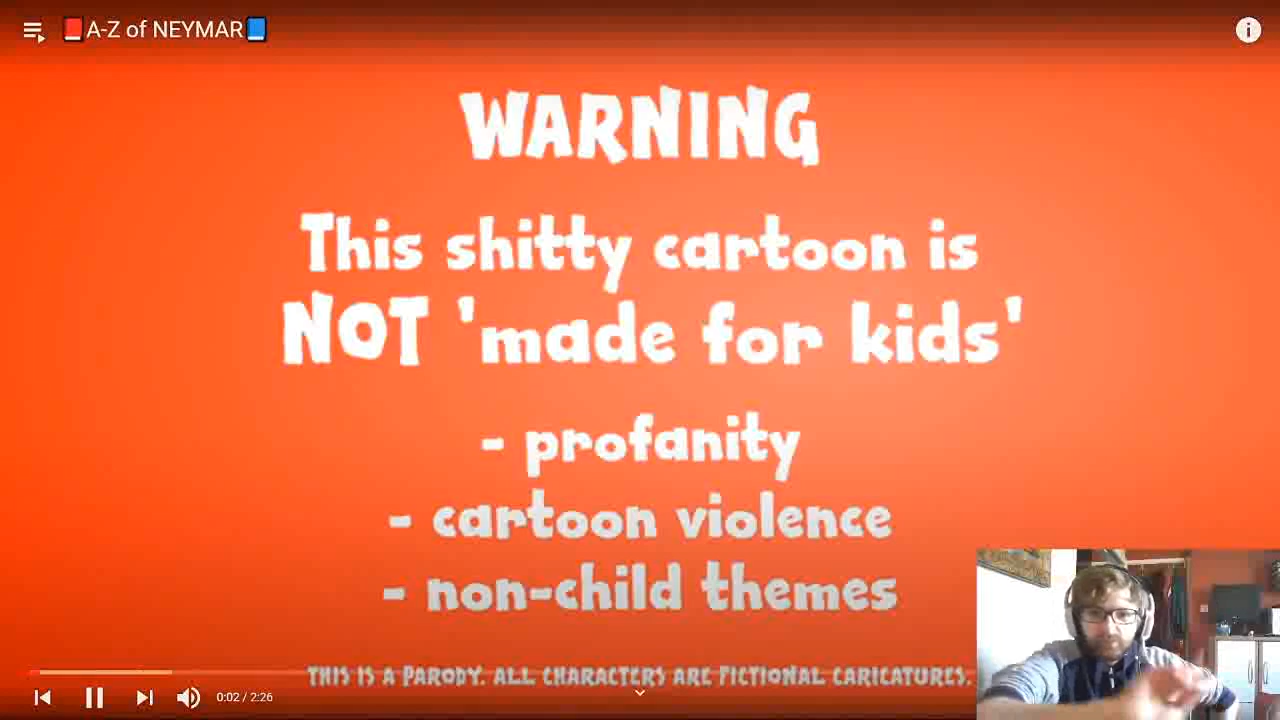 📕A-Z of NEYMAR📘
WARNING
This shitty cartoon is
NOT 'made for kids'
- profanity
- cartoon violence
- non-child themes
THIS IS A PARODY. ALL CHARACTERS ARE FICTIONAL CARICATURES.
0:02 / 2:26